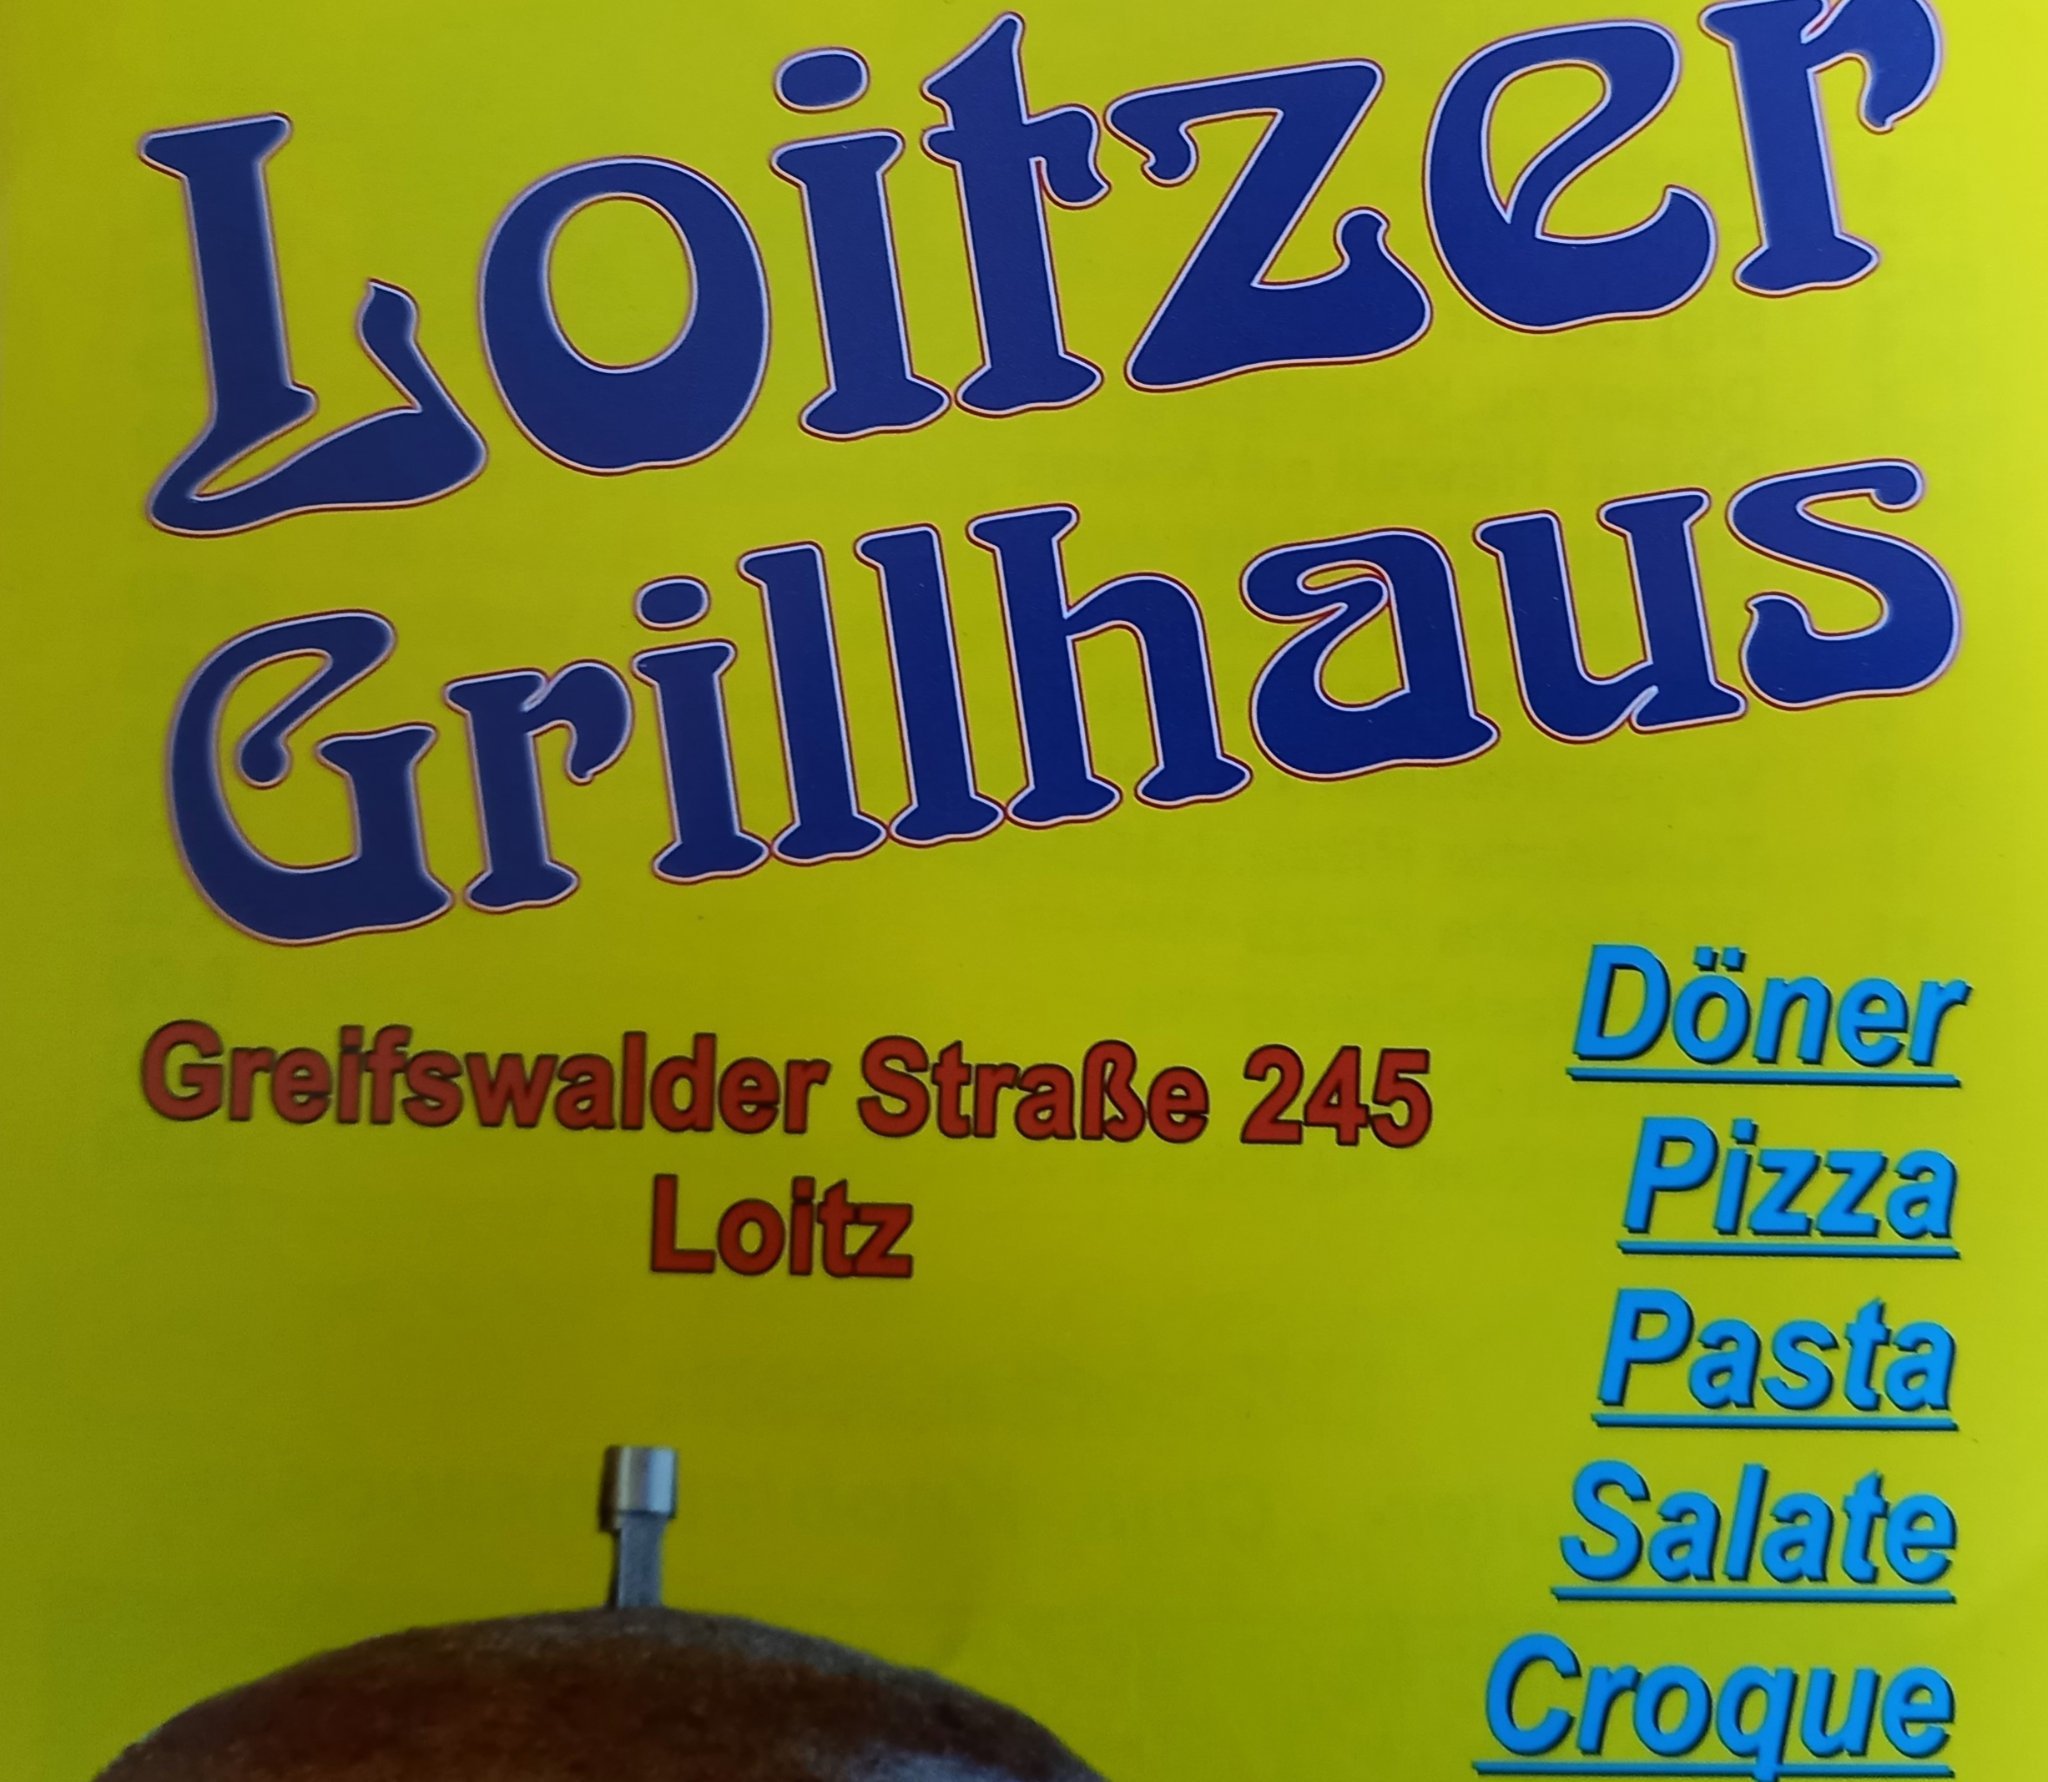 Loitzer
Grillhaus
Greifswalder Straße 245
Loitz
Döner
Pizza
Pasta
Salate
Croque